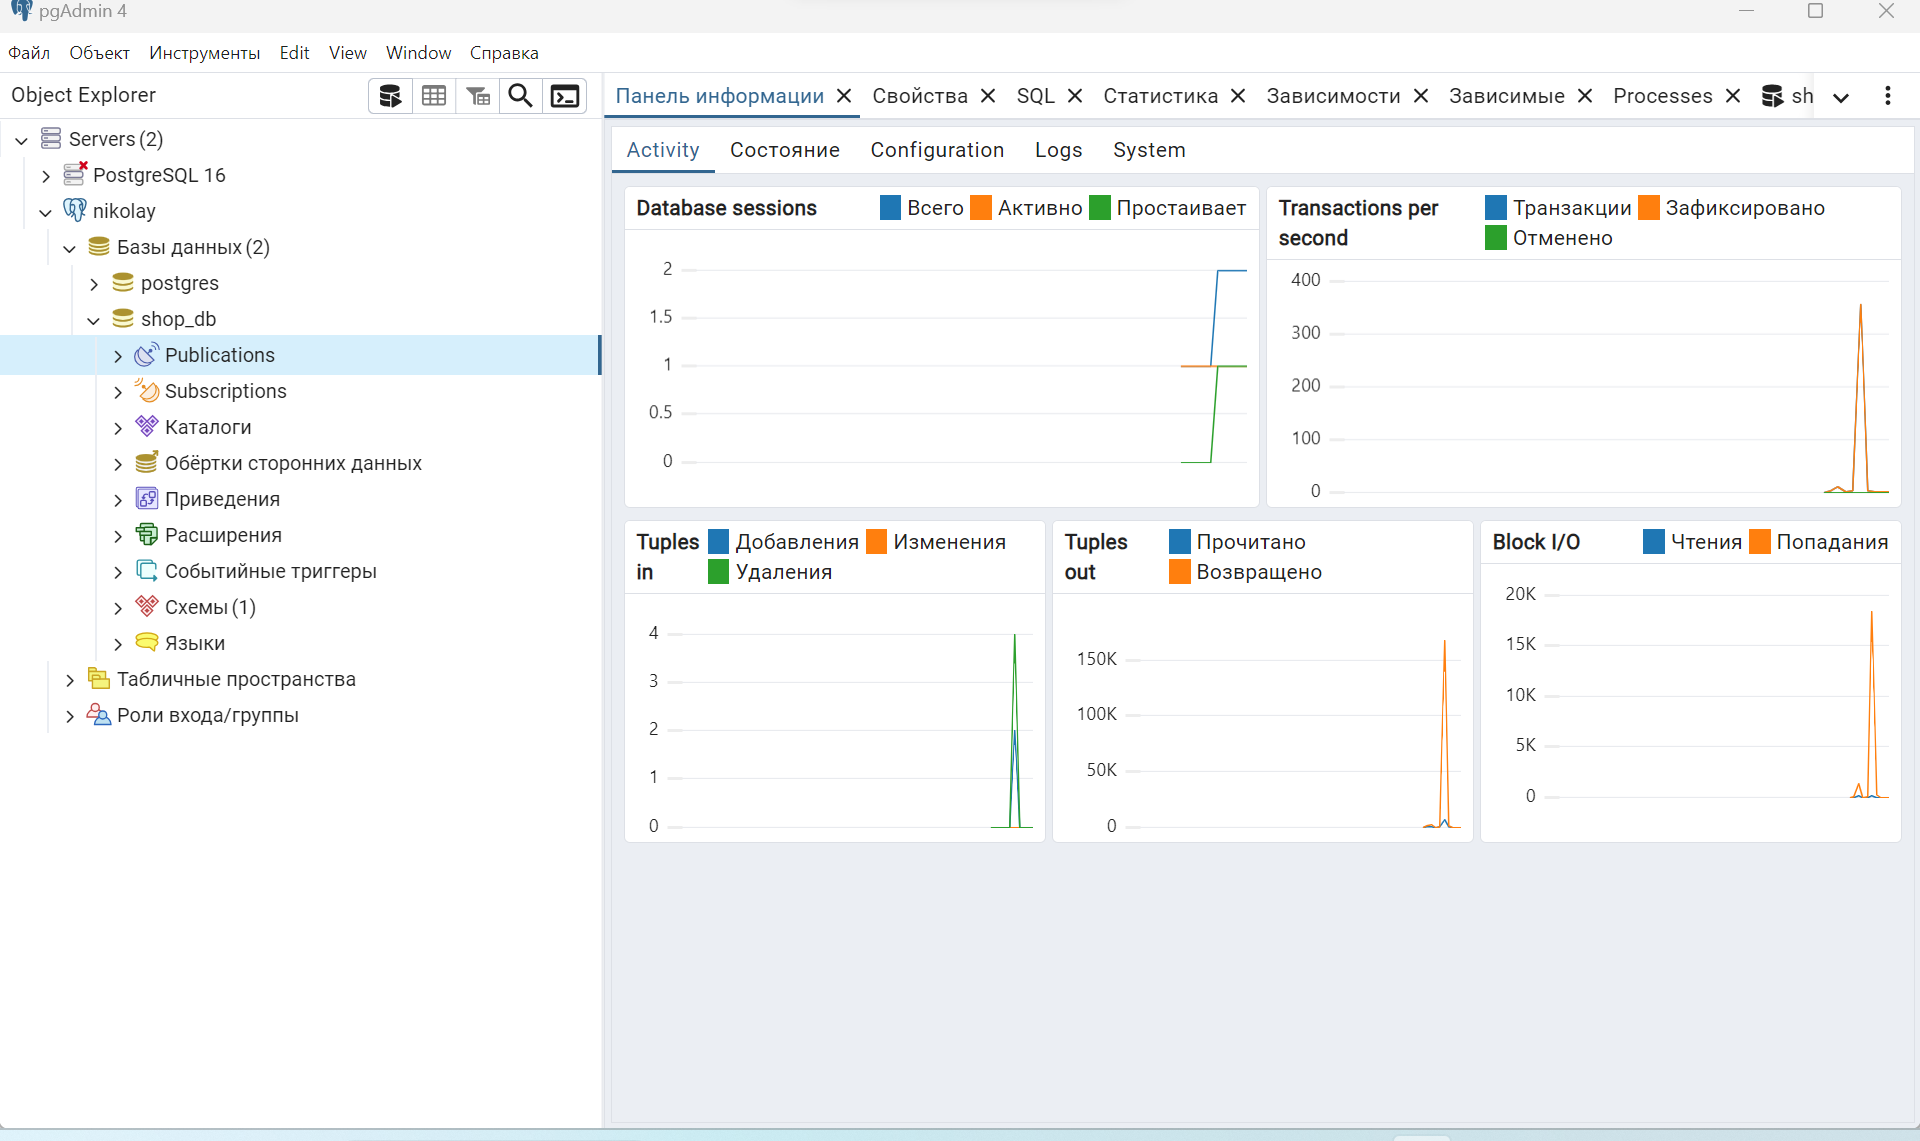 pgAdmin 4
Файл Объект Инструменты Edit View Window Справка
Object Explorer
Servers (2)
PostgreSQL 16
nikolay
Базы данных (2)
postgres
shop_db
Publications
Subscriptions
Каталоги
Обёртки сторонних данных
Приведения
Расширения
Событийные триггеры
Схемы (1)
Языки
Табличные пространства
Роли входа/группы
Панель информации Свойства SQL Статистика Зависимости Зависимые Processes sh
Activity Состояние Configuration Logs System
Database sessions Всего Активно Простаивает
2
1.5
1
0.5
0
Transactions per second Транзакции Зафиксировано
Отменено
400
300
200
100
0
Tuples in Добавления Изменения
Удаления
4
3
2
1
0
Tuples out Прочитано
Возвращено
150K
100K
50K
0
Block I/O Чтения Попадания
20K
15K
10K
5K
0